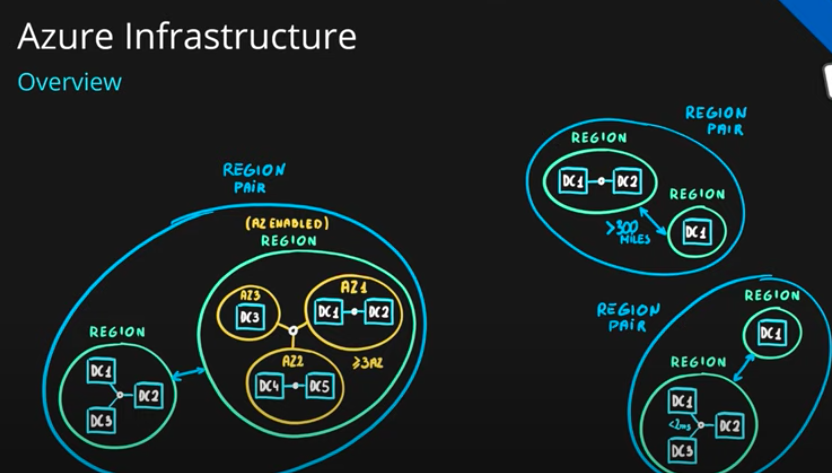 Azure Infrastructure
Overview
REGION
PAIR
(AZ ENABLED)
REGION
AZ3
DC3
AZ1
DC1
DC2
AZ2
DC4
DC5
≥3AZ
REGION
DC1
DC2
DC3
REGION
PAIR
REGION
DC1
DC2
REGION
DC1
>300
MILES
REGION
PAIR
REGION
DC1
REGION
DC1
<2ms
DC2
DC3